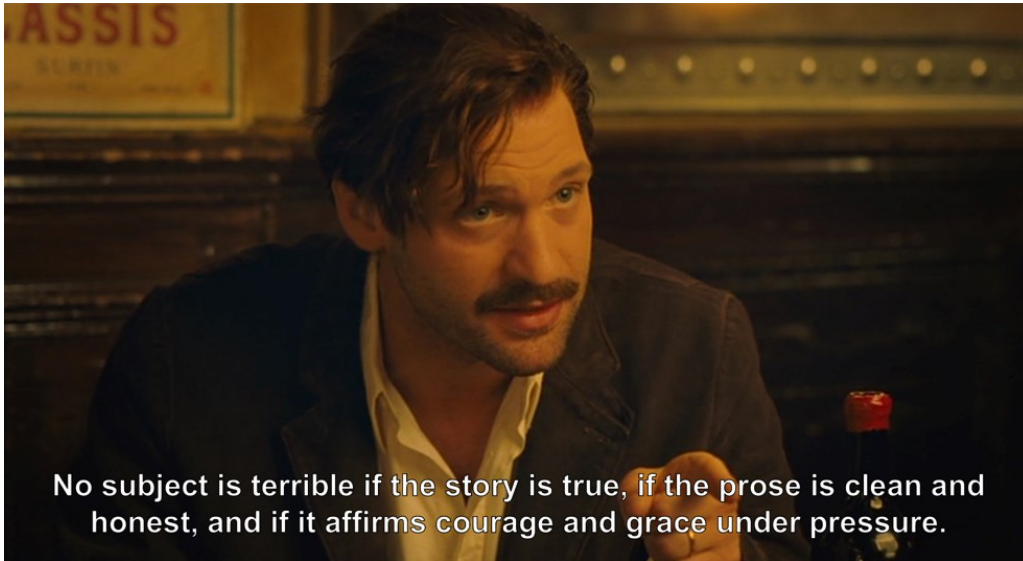 ASSIS
No subject is terrible if the story is true, if the prose is clean and
honest, and if it affirms courage and grace under pressure.